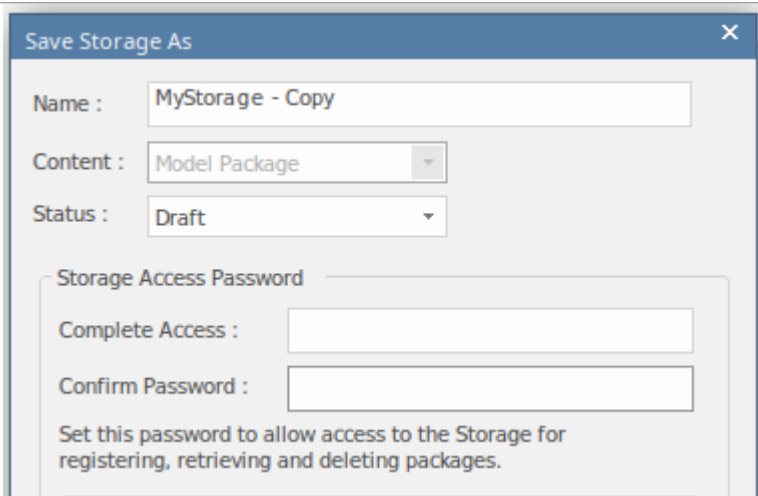 Save Storage As
Name :
MyStorage - Copy
Content :
Model Package
Status :
Draft
Storage Access Password
Complete Access :
Confirm Password :
Set this password to allow access to the Storage for
registering, retrieving and deleting packages.